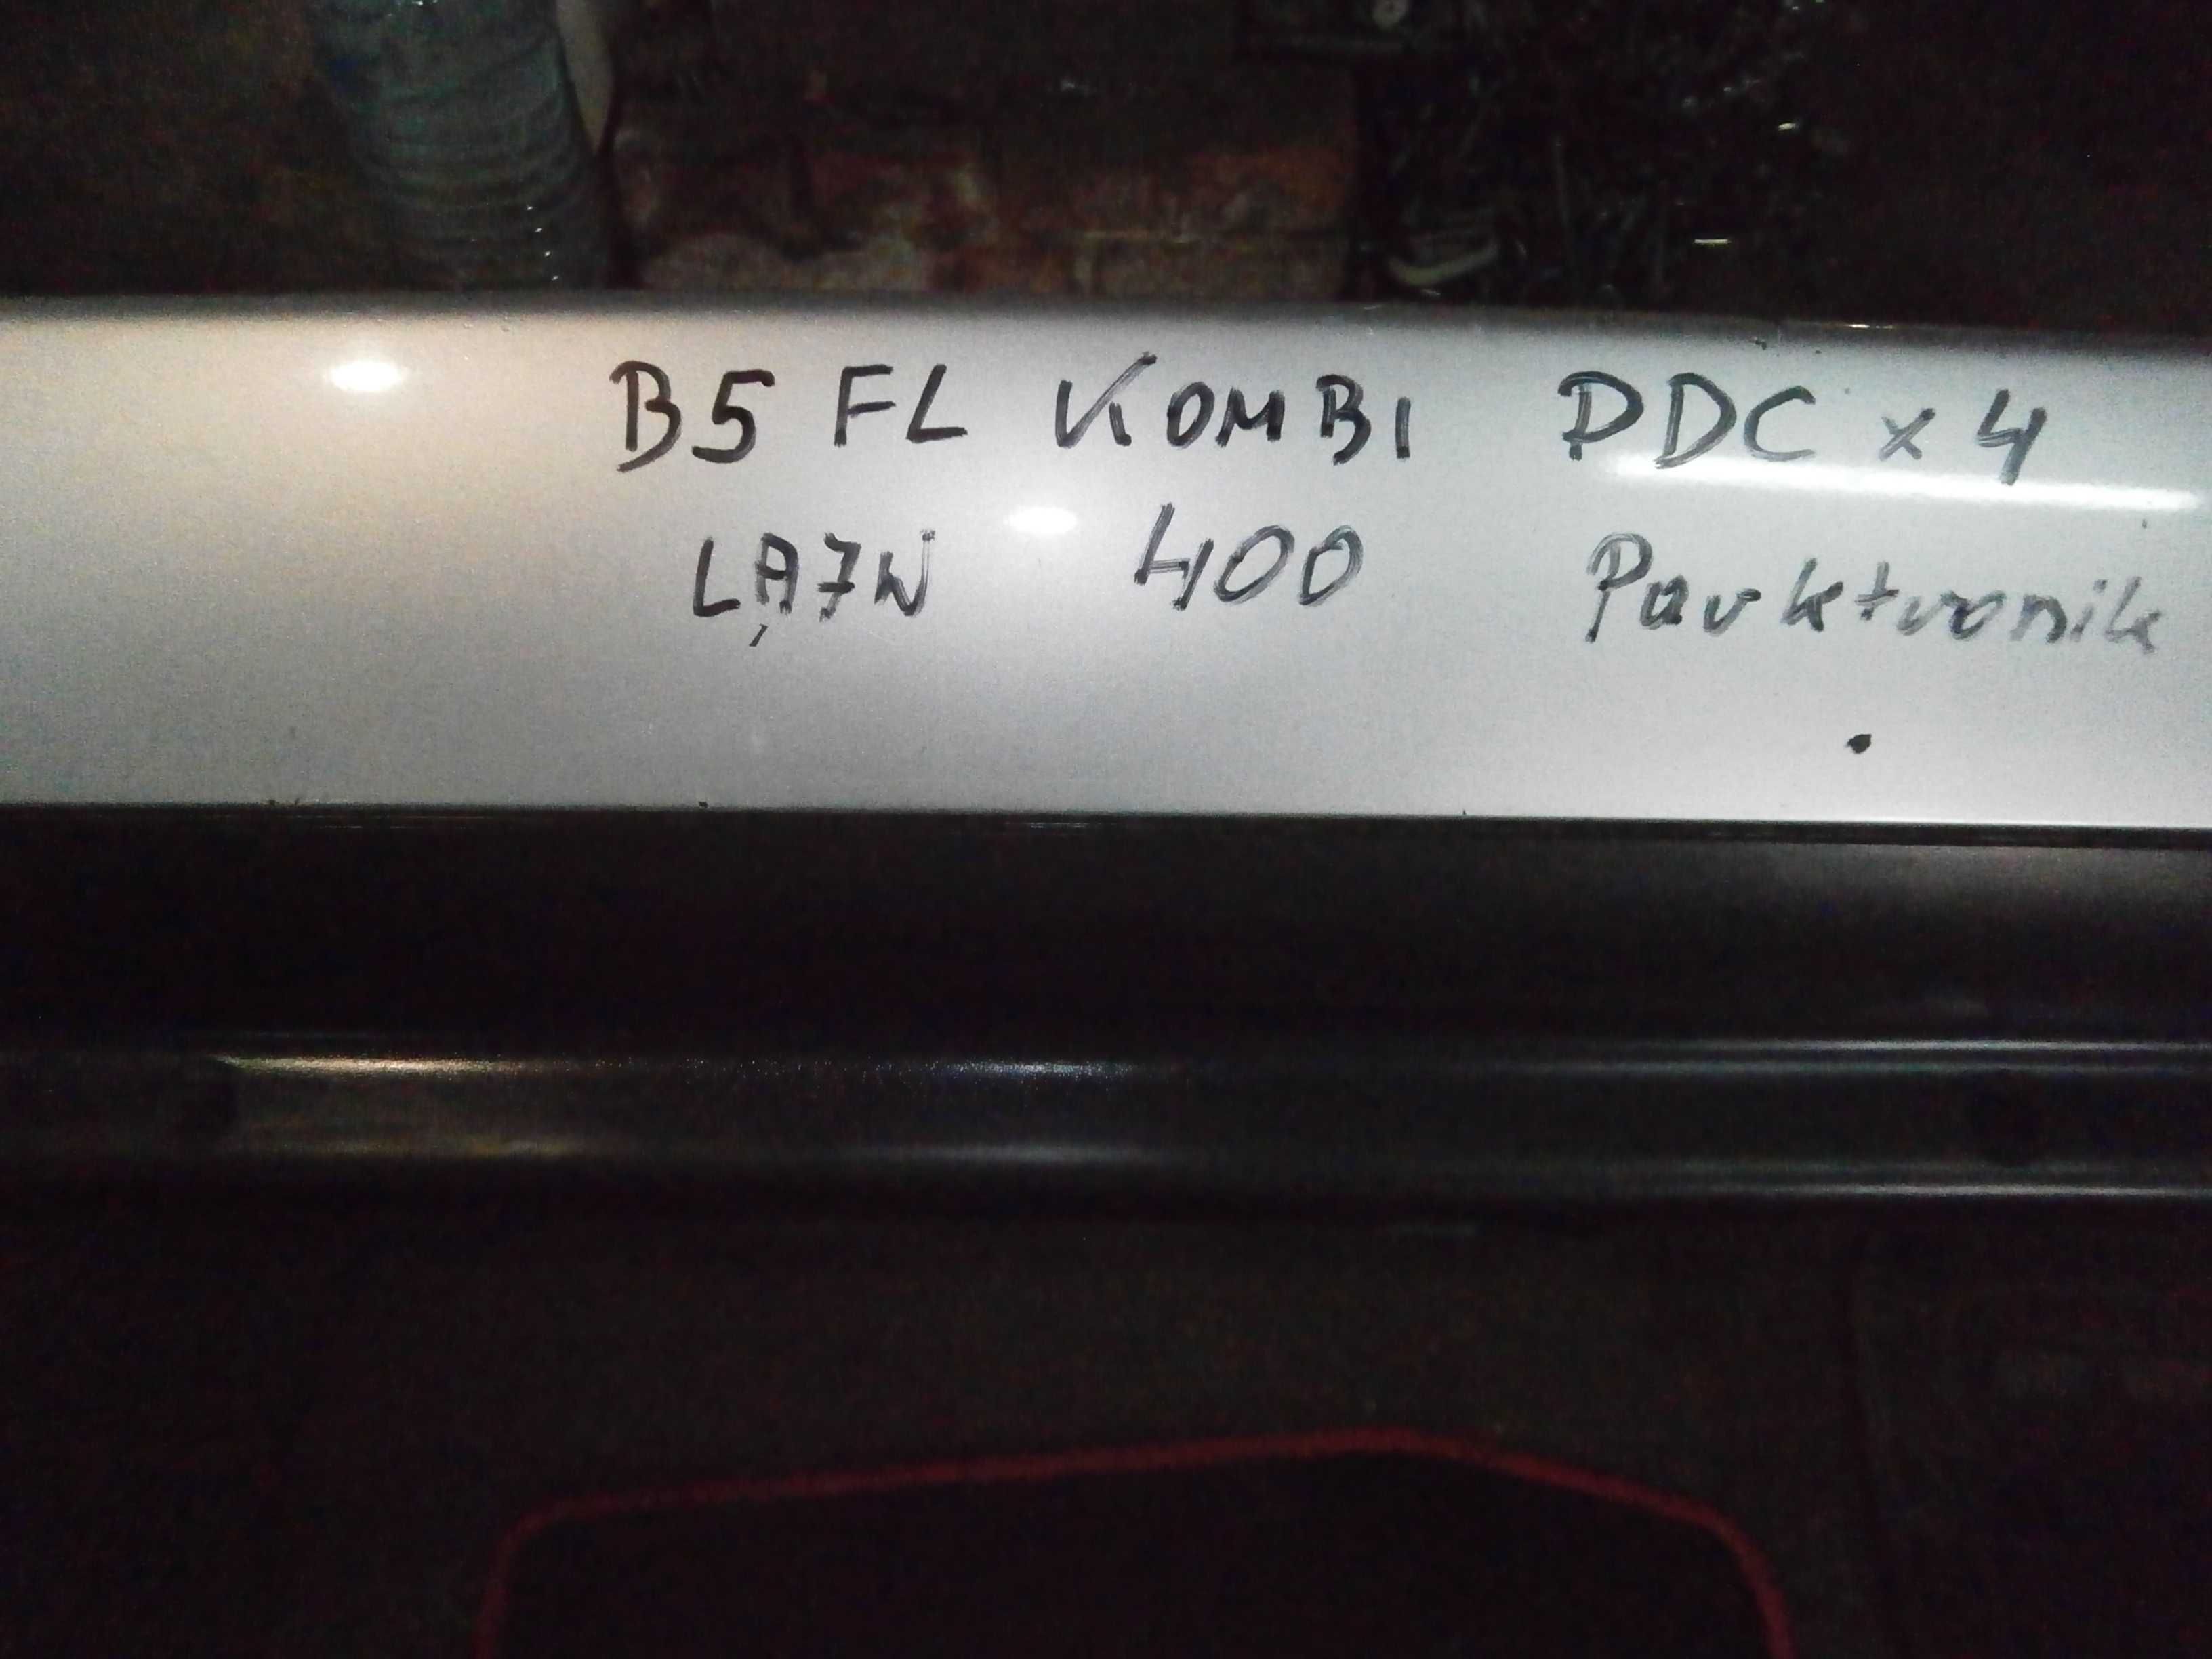 B5 FL KOMBI PDC x 4
LA7W 400 Parktronik